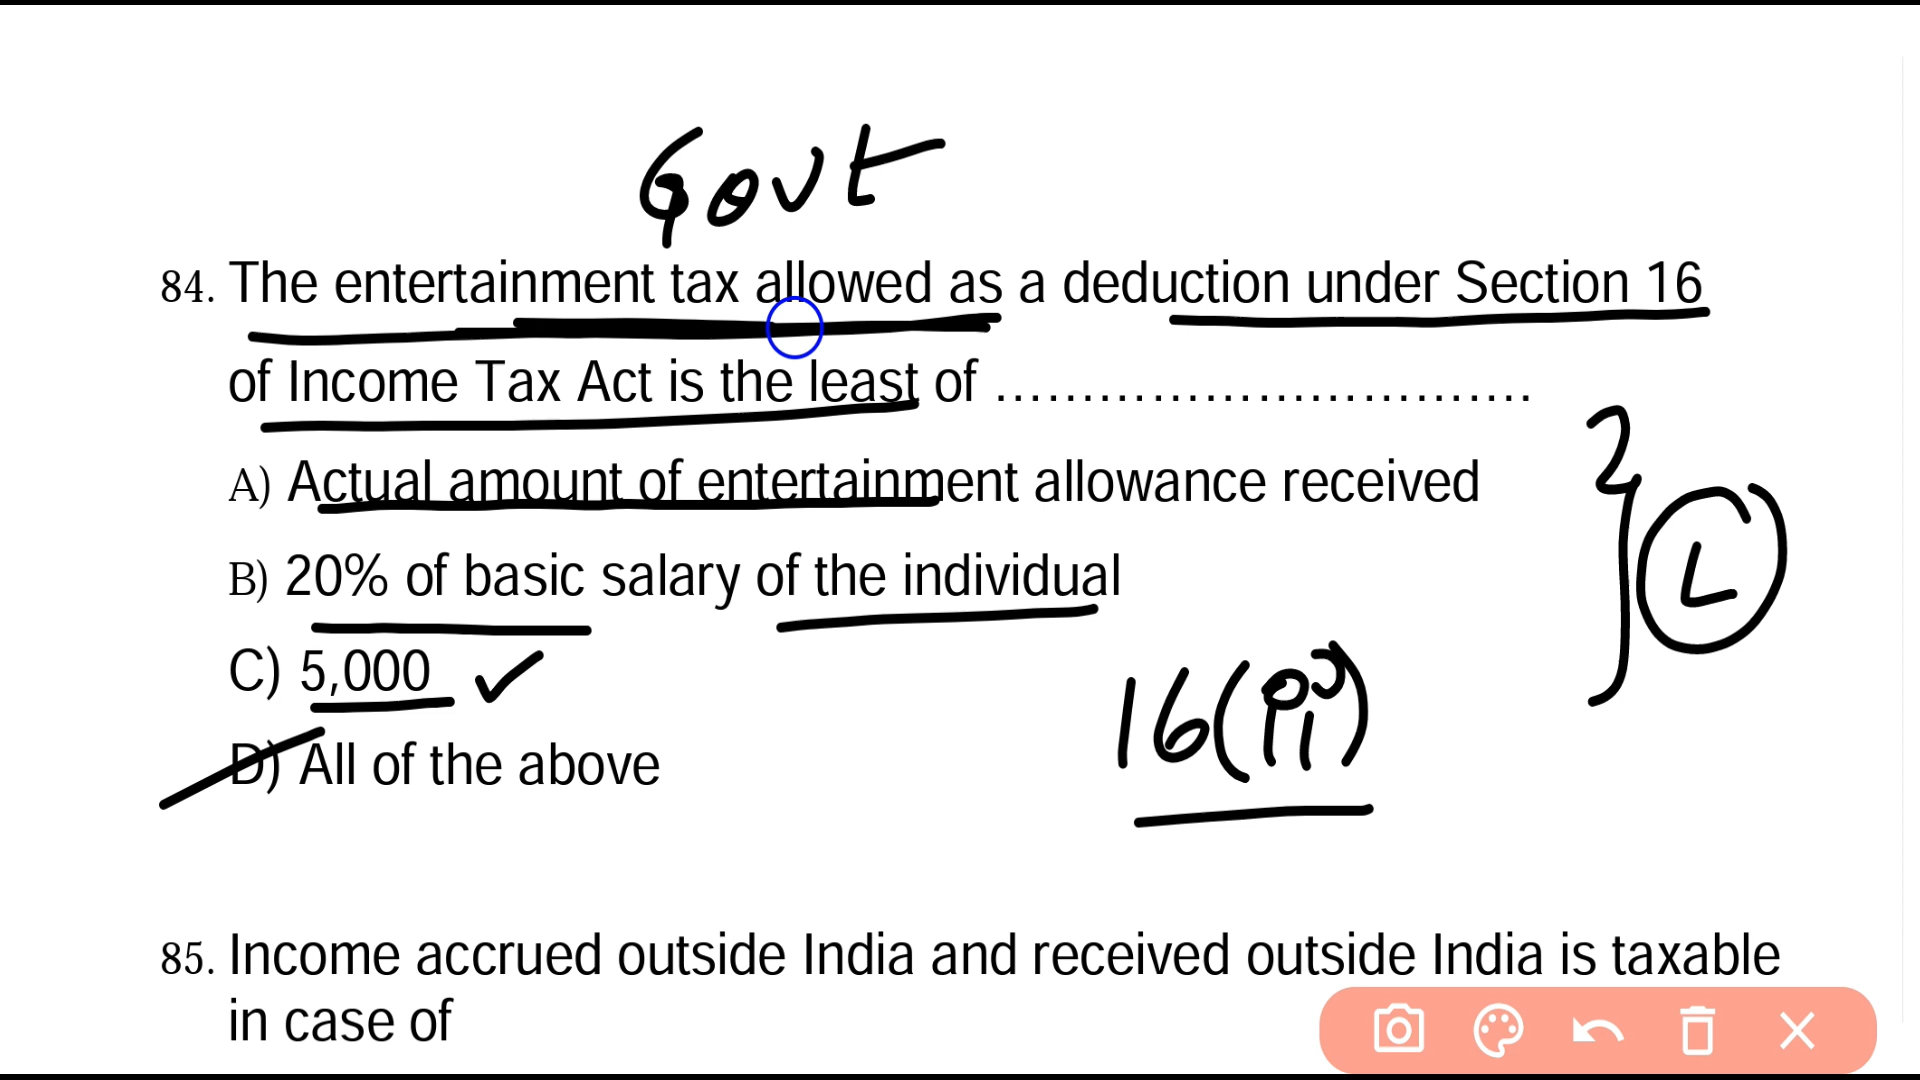 Govt
84. The entertainment tax allowed as a deduction under Section 16
of Income Tax Act is the least of ..............................
A) Actual amount of entertainment allowance received
B) 20% of basic salary of the individual
C) 5,000 ✓
D) All of the above
L
16(ii)
85. Income accrued outside India and received outside India is taxable
in case of